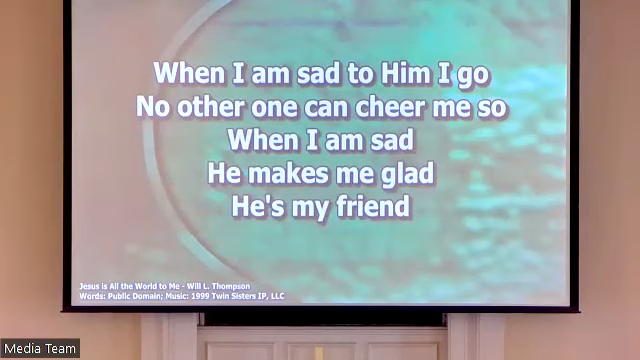 When I am sad to Him I go
No other one can cheer me so
When I am sad
He makes me glad
He's my friend
Jesus is All the World to Me - Will L. Thompson
Words: Public Domain; Music: 1999 Twin Sisters IP, LLC
Media Team